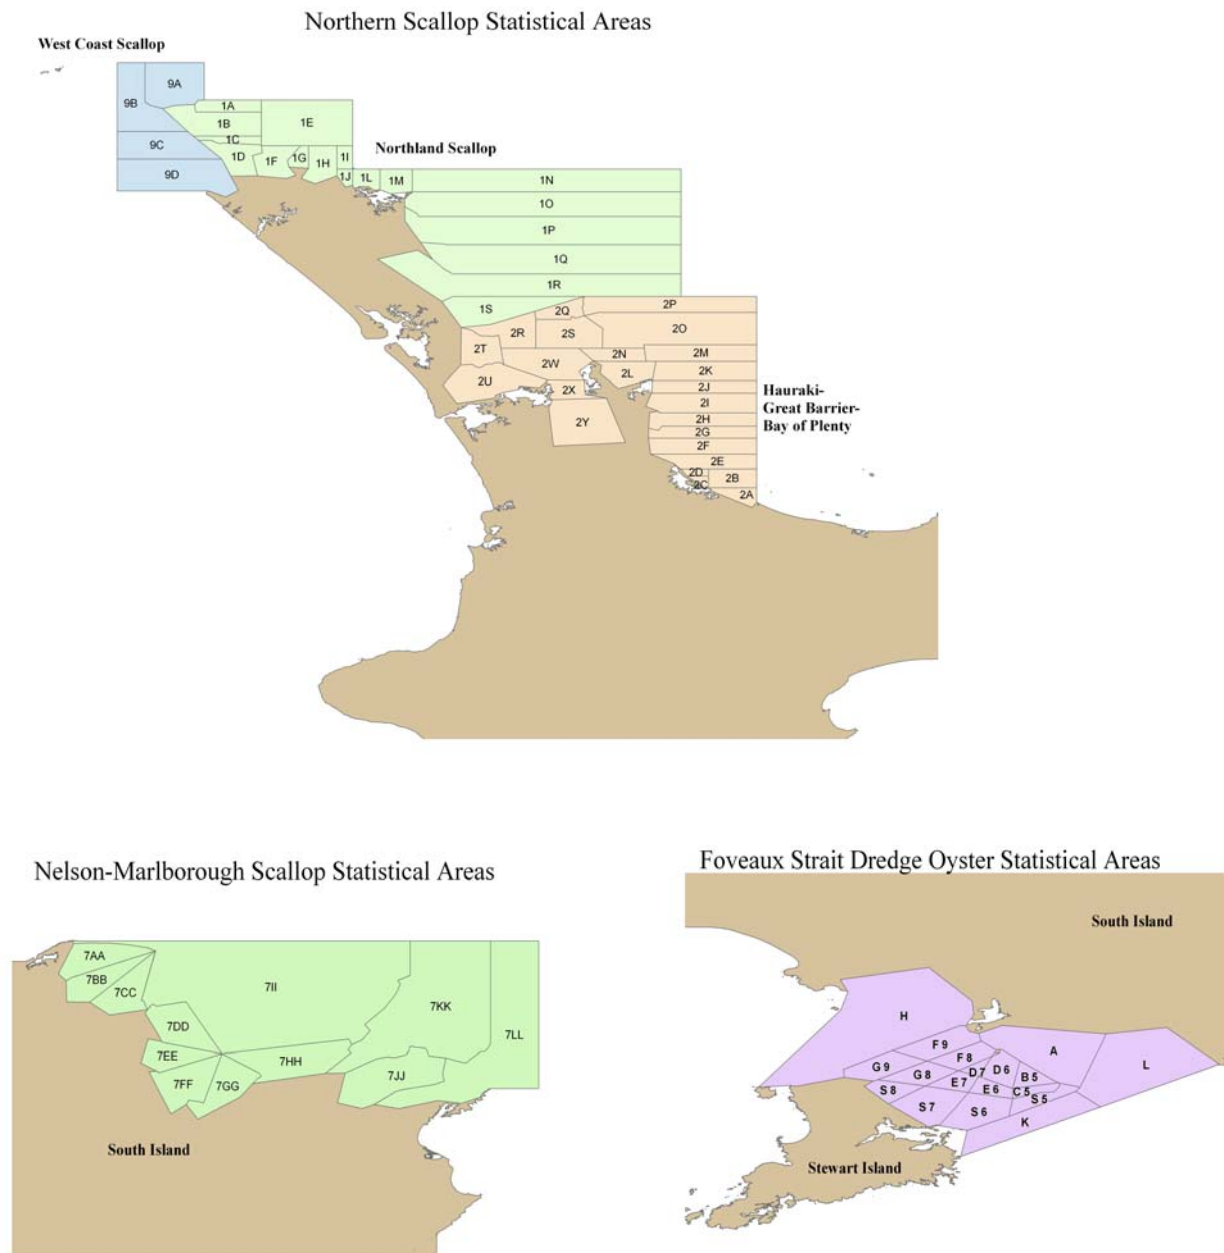 Northern Scallop Statistical Areas
West Coast Scallop
9A
9B
1A
1B
1E
1C
9C
1D
1F
1G
1H
1I
Northland Scallop
9D
1J
1L
1M
1N
1O
1P
1Q
1R
1S
2Q
2P
2R
2S
2O
2T
2W
2N
2M
2L
2K
2U
2X
2J
2I
Hauraki-
Great Barrier-
Bay of Plenty
2Y
2H
2G
2F
2E
2D
2B
2C
2A
Nelson-Marlborough Scallop Statistical Areas
7AA
7BB
7CC
7II
7KK
7LL
7DD
7EE
7HH
7FF
7GG
7JJ
South Island
Foveaux Strait Dredge Oyster Statistical Areas
South Island
H
F 9
A
F 8
G 9
G 8
D 7
D 6
L
E 7
B 5
S 8
E 6
C 5
S 5
S 7
S 6
K
Stewart Island